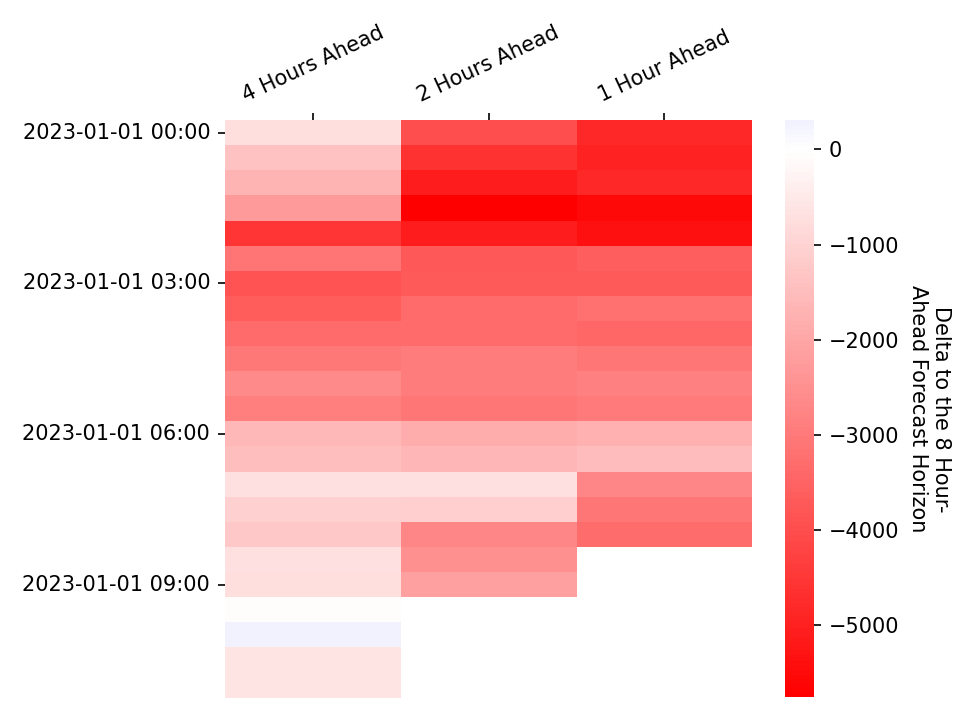 4 Hours Ahead
2 Hours Ahead
1 Hour Ahead
2023-01-01 00:00
2023-01-01 03:00
2023-01-01 06:00
2023-01-01 09:00
0
−1000
−2000
−3000
−4000
−5000
Delta to the 8 Hour-
Ahead Forecast Horizon